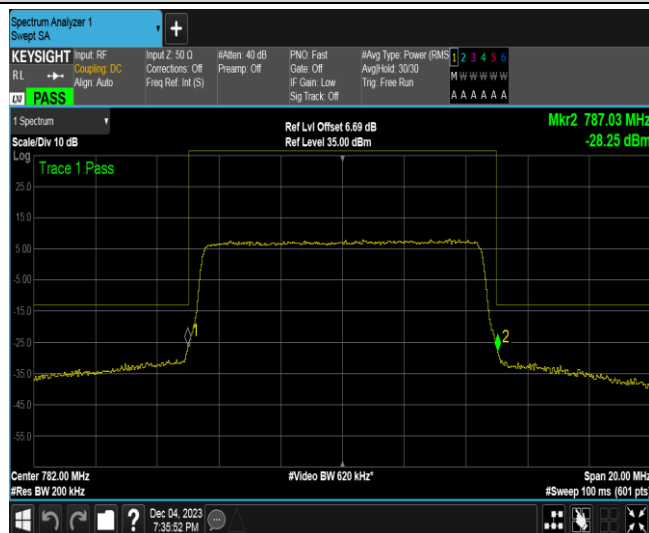 Spectrum Analyzer 1
Swept SA
+
KEYSIGHT Input: RF Input Z: 50 Ω #Atten: 40 dB PNO: Fast #Avg Type: Power (RMS 1 2 3 4 5 6
RL Coupling: DC Corrections: Off Preamp: Off Gate: Off Avg|Hold: 30/30 M W W W W W
Align: Auto Freq Ref: Int (S) IF Gain: Low Trig: Free Run
LXI PASS Sig Track: Off A A A A A A
1 Spectrum Ref Lvl Offset 6.69 dB Mkr2 787.03 MHz
Scale/Div 10 dB Ref Level 35.00 dBm -28.25 dBm
Log
Trace 1 Pass
25.0
15.0
5.00
-5.00
-15.0
1
2
-25.0
-35.0
-45.0
-55.0
Center 782.00 MHz #Video BW 620 kHz* Span 20.00 MHz
#Res BW 200 kHz #Sweep 100 ms (601 pts)
? Dec 04, 2023
7:35:52 PM